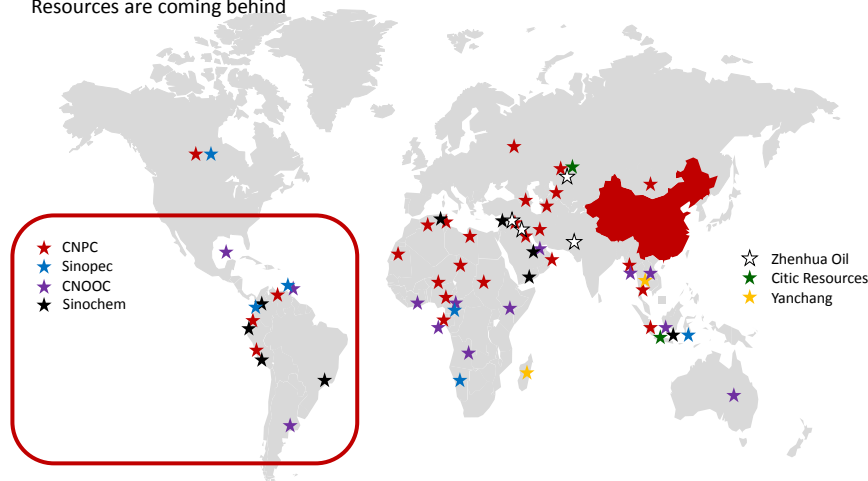 Resources are coming behind
CNPC
Sinopec
CNOOC
Sinochem
Zhenhua Oil
Citic Resources
Yanchang